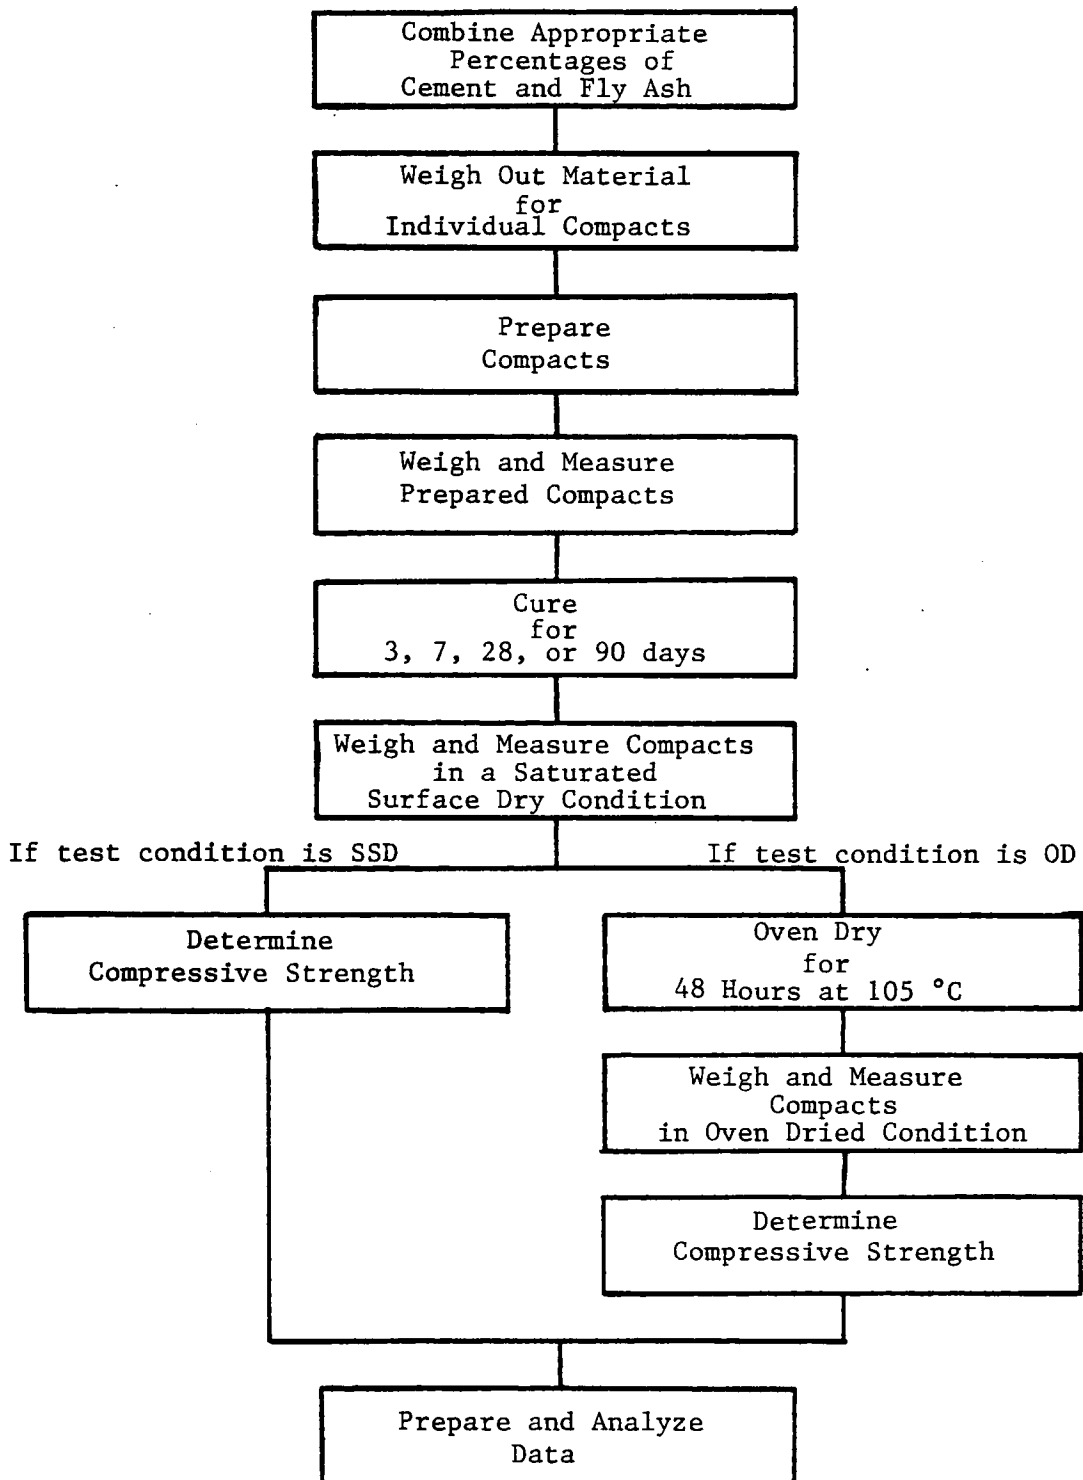 Combine Appropriate
Percentages of
Cement and Fly Ash
Weigh Out Material
for
Individual Compacts
Prepare
Compacts
Weigh and Measure
Prepared Compacts
Cure
for
3, 7, 28, or 90 days
Weigh and Measure Compacts
in a Saturated
Surface Dry Condition
If test condition is SSD
If test condition is OD
Determine
Compressive Strength
Oven Dry
for
48 Hours at 105 °C
Weigh and Measure
Compacts
in Oven Dried Condition
Determine
Compressive Strength
Prepare and Analyze
Data